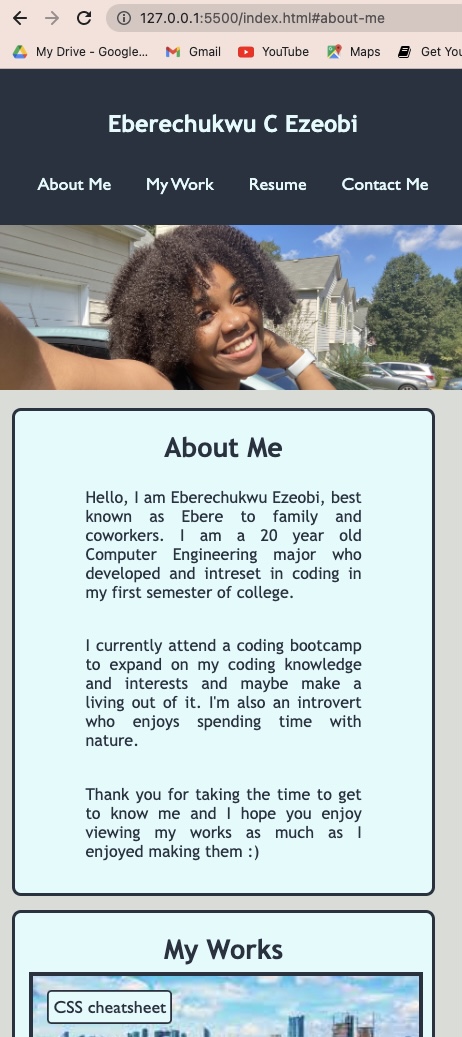 127.0.0.1:5500/index.html#about-me
My Drive - Google... Gmail YouTube Maps Get You
Eberechukwu C Ezeobi
About Me My Work Resume Contact Me
About Me
Hello, I am Eberechukwu Ezeobi, best
known as Ebere to family and
coworkers. I am a 20 year old
Computer Engineering major who
developed and intreset in coding in
my first semester of college.
I currently attend a coding bootcamp
to expand on my coding knowledge
and interests and maybe make a
living out of it. I'm also an introvert
who enjoys spending time with
nature.
Thank you for taking the time to get
to know me and I hope you enjoy
viewing my works as much as I
enjoyed making them :)
My Works
CSS cheatsheet